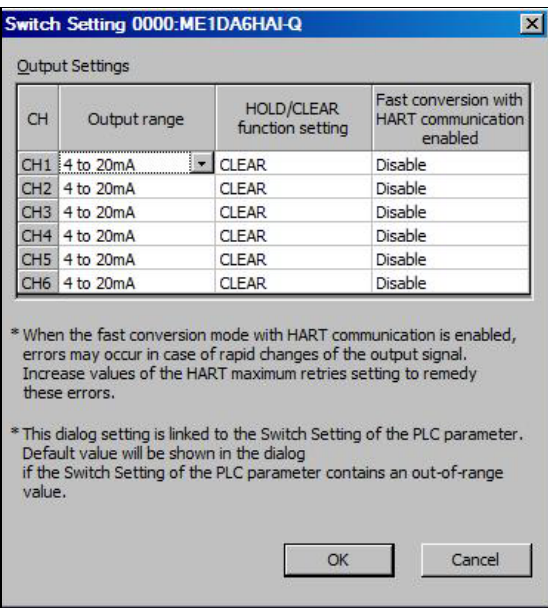 Switch Setting 0000:ME1DA6HAI-Q
Output Settings
CH
Output range
HOLD/CLEAR
function setting
Fast conversion with
HART communication
enabled
CH1 4 to 20mA CLEAR Disable
CH2 4 to 20mA CLEAR Disable
CH3 4 to 20mA CLEAR Disable
CH4 4 to 20mA CLEAR Disable
CH5 4 to 20mA CLEAR Disable
CH6 4 to 20mA CLEAR Disable
* When the fast conversion mode with HART communication is enabled,
errors may occur in case of rapid changes of the output signal.
Increase values of the HART maximum retries setting to remedy
these errors.
* This dialog setting is linked to the Switch Setting of the PLC parameter.
Default value will be shown in the dialog
if the Switch Setting of the PLC parameter contains an out-of-range
value.
OK
Cancel